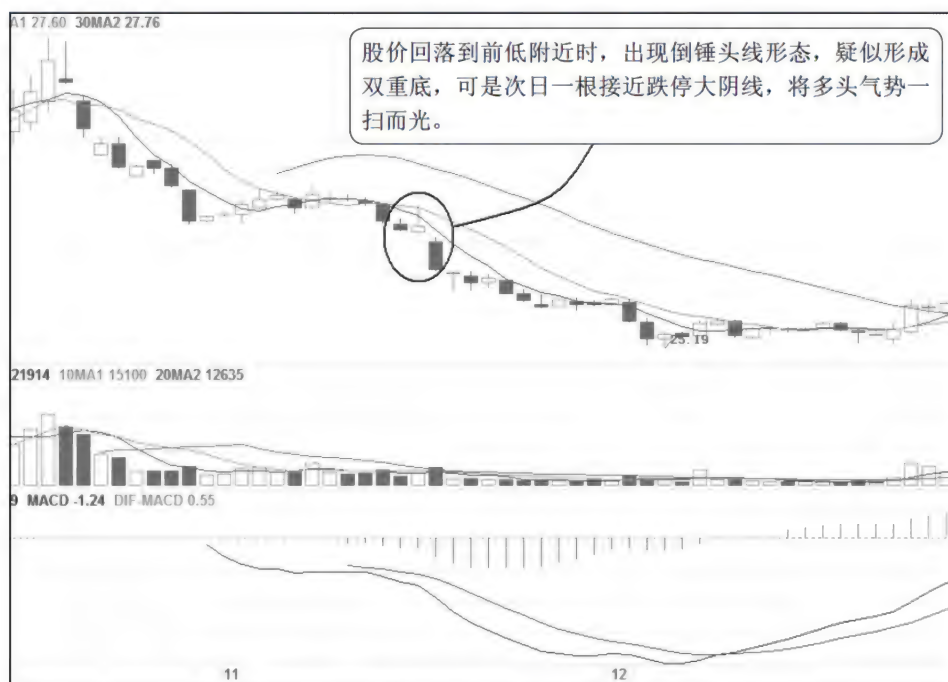 A1 27.60 30MA2 27.76
股价回落到前低附近时，出现倒锤头线形态，疑似形成
双重底，可是次日一根接近跌停大阴线，将多头气势一
扫而光。
25.19
21914 10MA1 15100 20MA2 12635
9 MACD -1.24 DIF-MACD 0.55
11 12